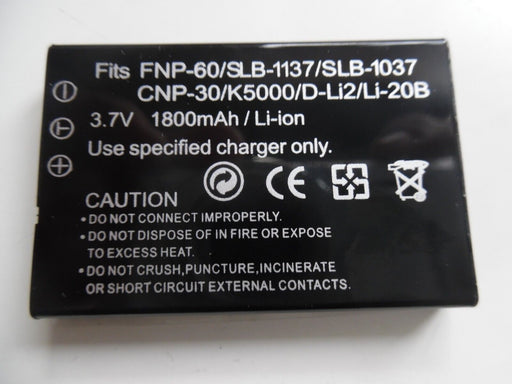 Fits FNP-60/SLB-1137/SLB-1037
CNP-30/K5000/D-Li2/Li-20B
3.7V 1800mAh / Li-ion
Use specified charger only.
CE
CAUTION
•DO NOT CONNECT IMPROPERLY.
•DO NOT DISPOSE OF IN FIRE OR EXPOSE
TO EXCESS HEAT.
•DO NOT CRUSH,PUNCTURE, INCINERATE
OR SHORT CIRCUIT EXTERNAL CONTACTS.